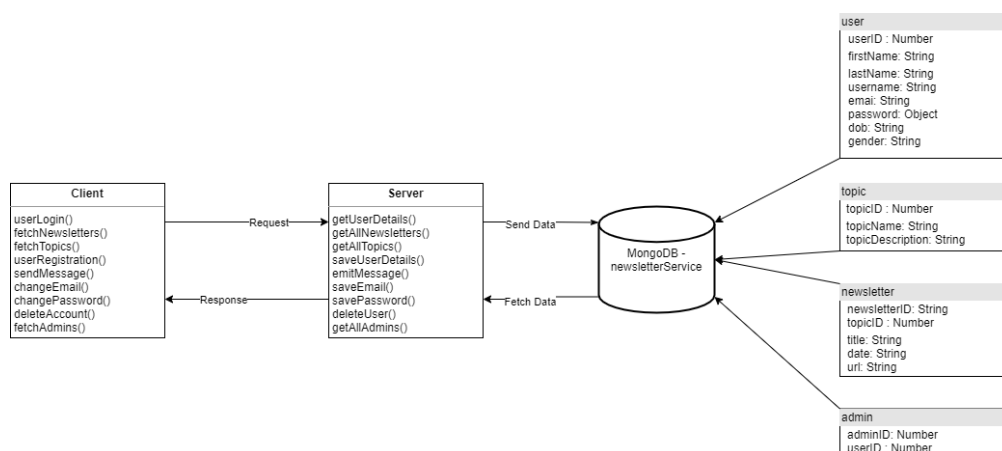 Client
userLogin()
fetchNewsletters()
fetchTopics()
userRegistration()
sendMessage()
changeEmail()
changePassword()
deleteAccount()
fetchAdmins()
Request
Response
Server
getUserDetails()
getAllNewsletters()
getAllTopics()
saveUserDetails()
emitMessage()
saveEmail()
savePassword()
deleteUser()
getAllAdmins()
Send Data
Fetch Data
MongoDB -
newsletterService
user
userID : Number
firstName: String
lastName: String
username: String
emai: String
password: Object
dob: String
gender: String
topic
topicID : Number
topicName: String
topicDescription: String
newsletter
newsletterID: String
topicID : Number
title: String
date: String
url: String
admin
adminID: Number
userID : Number